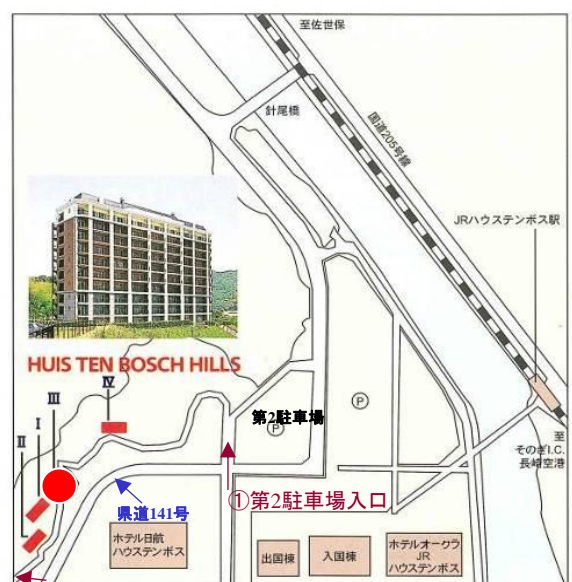 至佐世保
針尾橋
国道205号線
JRハウステンボス駅
HUIS TEN BOSCH HILLS
Ⅳ
Ⅲ
Ⅰ
Ⅱ
第2駐車場
P
P
至
そのぎI.C.
長崎空港
①第2駐車場入口
県道141号
ホテル日航
ハウステンボス
出国棟
入国棟
ホテルオークラ
JR
ハウステンボス